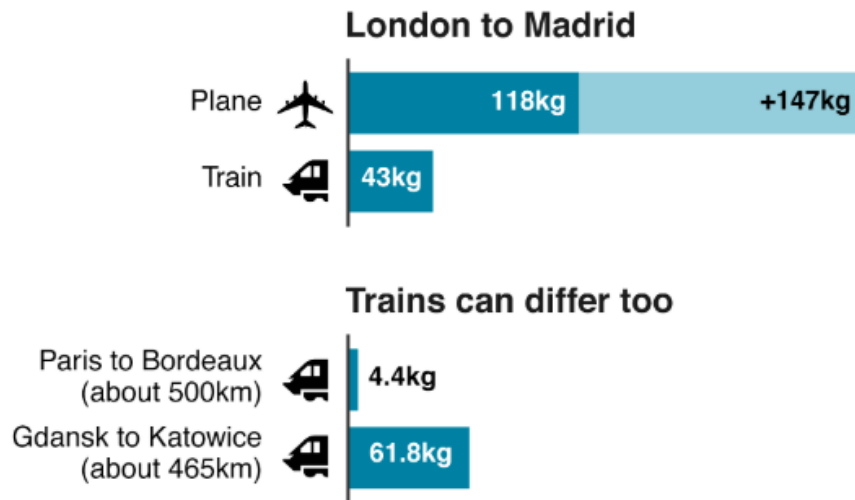 London to Madrid
Plane 118kg +147kg
Train 43kg
Trains can differ too
Paris to Bordeaux
(about 500km) 4.4kg
Gdansk to Katowice
(about 465km) 61.8kg